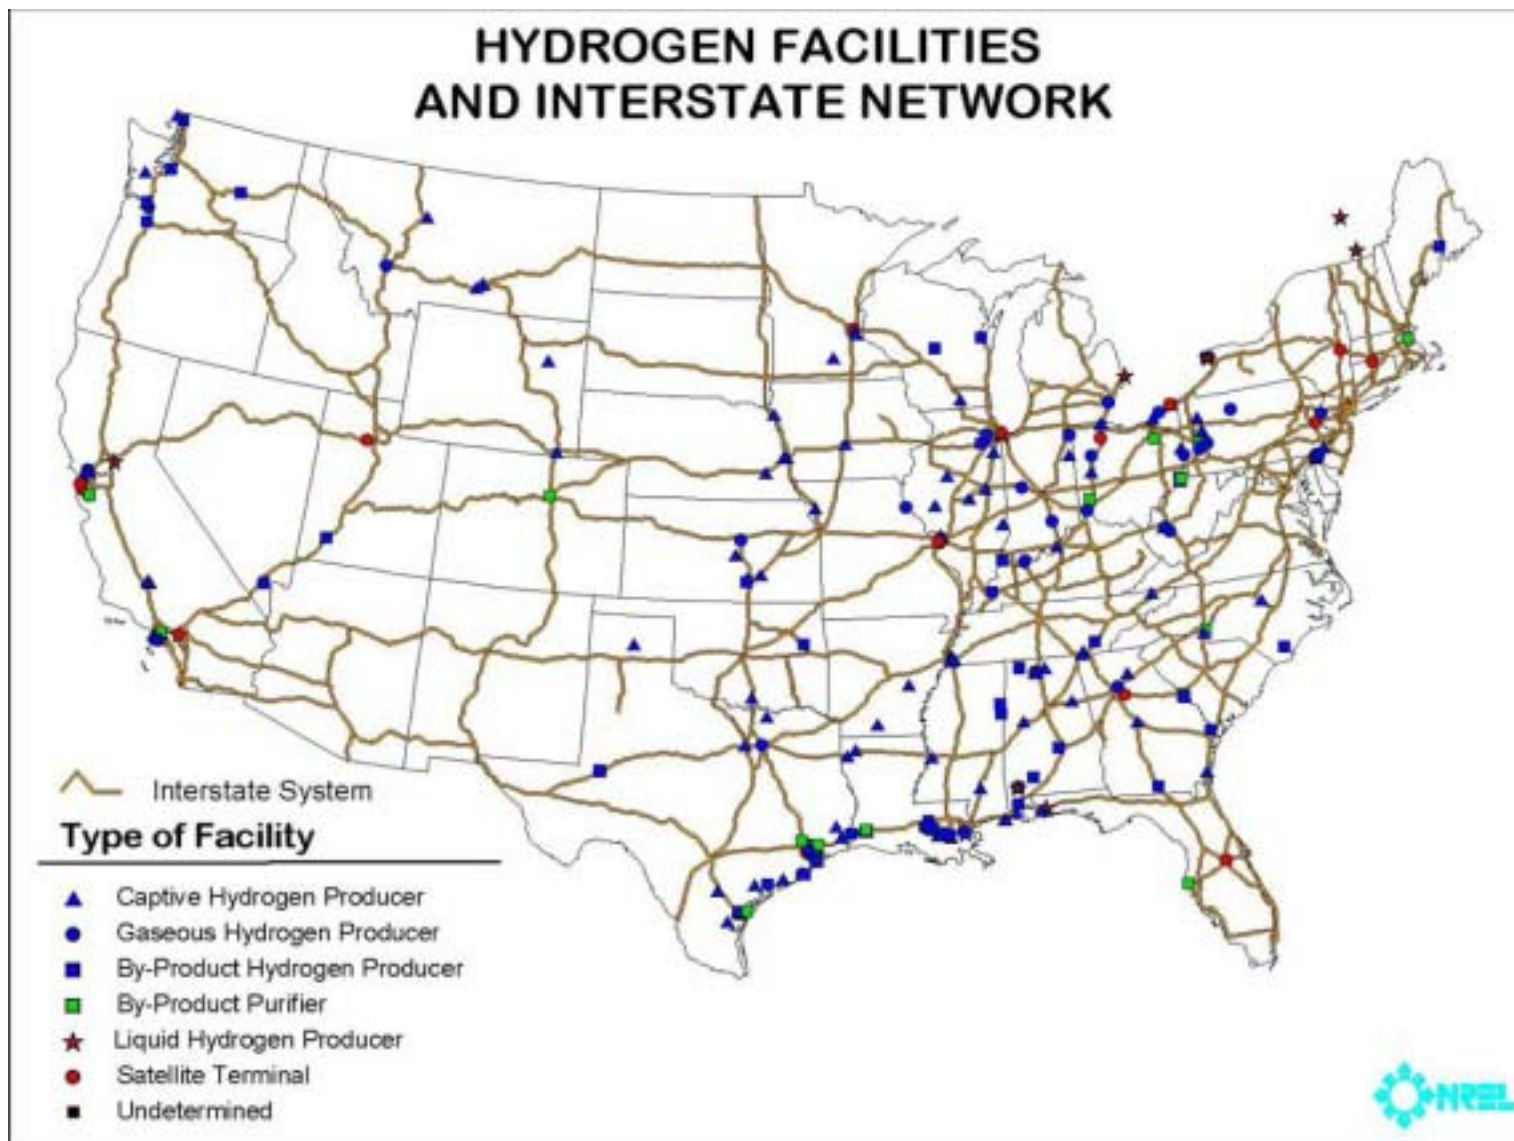 HYDROGEN FACILITIES
AND INTERSTATE NETWORK
Interstate System
Type of Facility
Captive Hydrogen Producer
Gaseous Hydrogen Producer
By-Product Hydrogen Producer
By-Product Purifier
Liquid Hydrogen Producer
Satellite Terminal
Undetermined
NREL